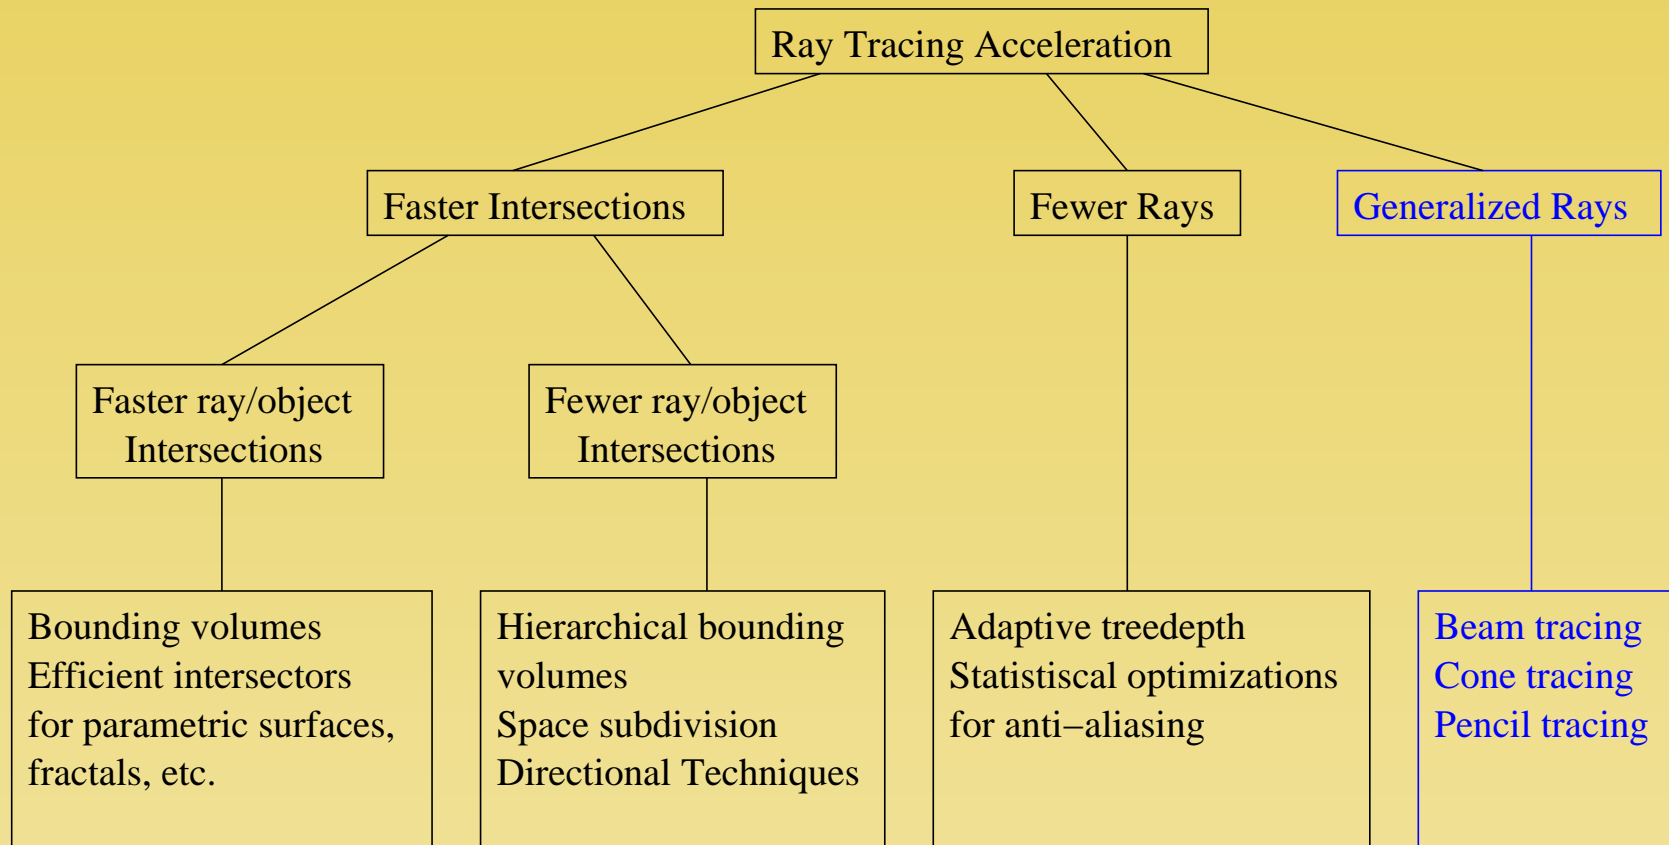 Ray Tracing Acceleration
Faster Intersections
Fewer Rays
Generalized Rays
Faster ray/object
Intersections
Fewer ray/object
Intersections
Bounding volumes
Efficient intersectors
for parametric surfaces,
fractals, etc.
Hierarchical bounding
volumes
Space subdivision
Directional Techniques
Adaptive treedepth
Statistiscal optimizations
for anti−aliasing
Beam tracing
Cone tracing
Pencil tracing